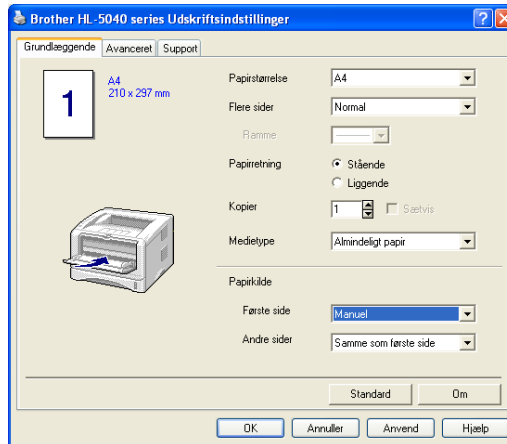 Brother HL-5040 series Udskriftsindstillinger
Grundlæggende Avanceret Support
1
A4
210 x 297 mm
Papirstørrelse A4
Flere sider Normal
Ramme
Papirretning Stående
Liggende
Kopier 1 Sætvis
Medietype Almindeligt papir
Papirkilde
Første side Manuel
Andre sider Samme som første side
Standard Om
OK Annuller Anvend Hjælp